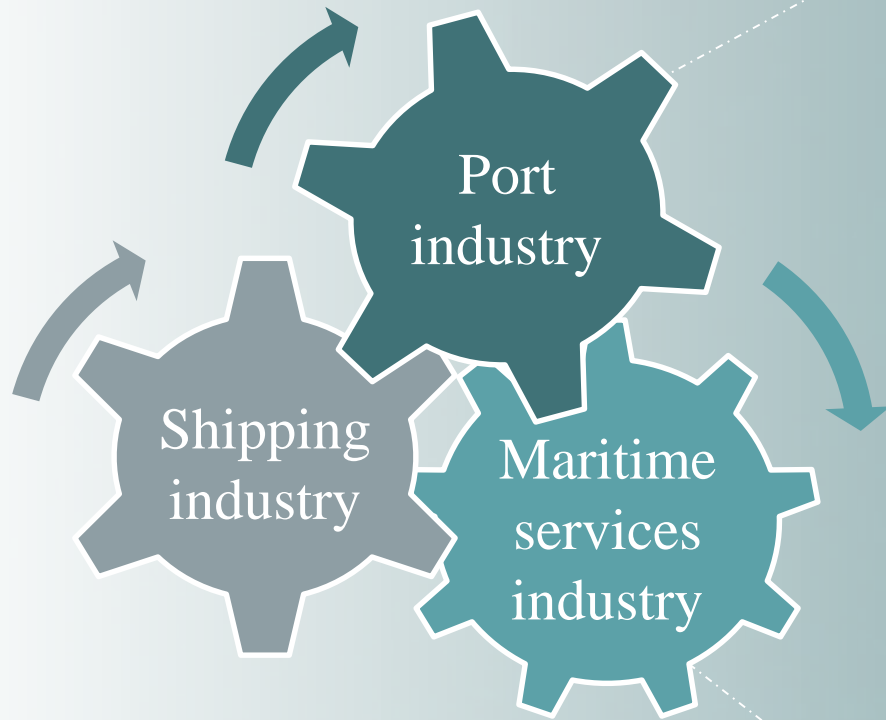 Port
industry
Shipping
industry
Maritime
services
industry